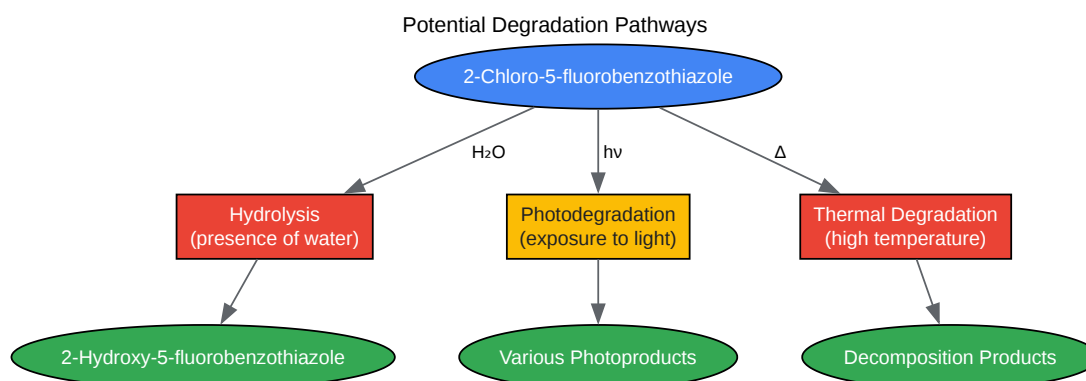 Potential Degradation Pathways
2-Chloro-5-fluorobenzothiazole
H₂O
hν
Δ
Hydrolysis
(presence of water)
Photodegradation
(exposure to light)
Thermal Degradation
(high temperature)
2-Hydroxy-5-fluorobenzothiazole
Various Photoproducts
Decomposition Products